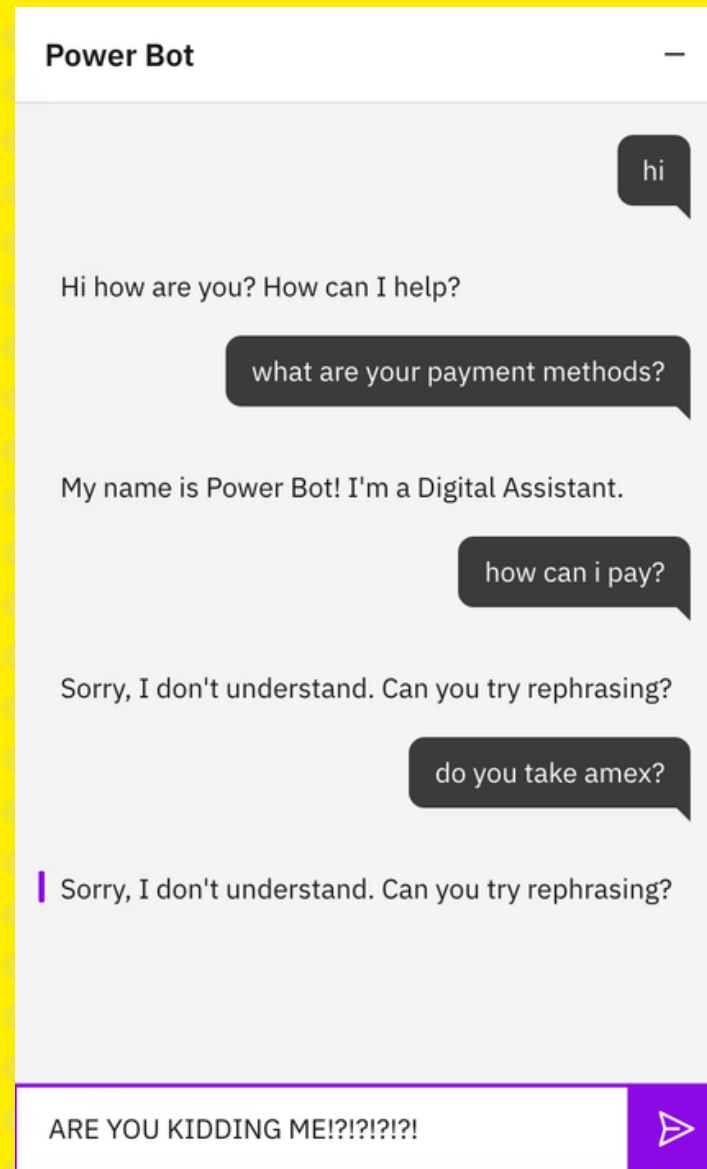 Power Bot
hi
Hi how are you? How can I help?
what are your payment methods?
My name is Power Bot! I'm a Digital Assistant.
how can i pay?
Sorry, I don't understand. Can you try rephrasing?
do you take amex?
Sorry, I don't understand. Can you try rephrasing?
ARE YOU KIDDING ME!?!?!?!?!